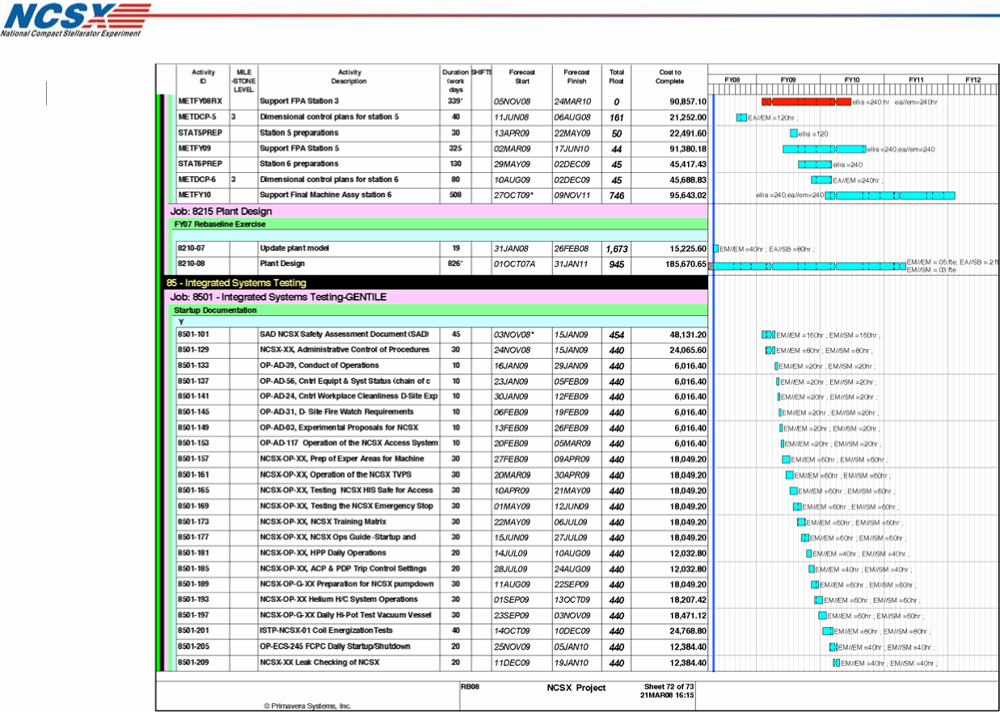 NCSX
National Compact Stellarator Experiment
Activity ID MILE -STONE LEVEL Activity Description Duration (work days SHIFTS Forecast Start Forecast Finish Total Float Cost to Complete FY08 FY09 FY10 FY11 FY12
METFY08RX Support FPA Station 3 339* 05NOV08 24MAR10 0 90,857.10 ellis =240 hr ea//em=240hr
METDCP-5 3 Dimensional control plans for station 5 40 11JUN08 06AUG08 161 21,252.00 EA//EM =120hr ;
STAT5PREP Station 5 preparations 30 13APR09 22MAY09 50 22,491.60 ellis =120
METFY09 Support FPA Station 5 325 02MAR09 17JUN10 44 91,380.18 ellis =240,ea//em=240
STAT6PREP Station 6 preparations 130 29MAY09 02DEC09 45 45,417.43 ellis =240
METDCP-6 3 Dimensional control plans for station 6 80 10AUG09 02DEC09 45 45,688.83 EA//EM =240hr ;
METFY10 Support Final Machine Assy station 6 508 27OCT09* 09NOV11 746 95,643.02 ellis =240,ea//em=240
Job: 8215 Plant Design
FY07 Rebaseline Exercise
8210-07 Update plant model 19 31JAN08 26FEB08 1,673 15,225.60 EM//EM =40hr ; EA//SB =80hr ;
8210-08 Plant Design 826* 01OCT07A 31JAN11 945 185,670.65 EM//EM =.05 fte; EA//SB =.2 ft
EM//SM =.03 fte
85 - Integrated Systems Testing
Job: 8501 - Integrated Systems Testing-GENTILE
Startup Documentation
Y
8501-101 SAD NCSX Safety Assessment Document (SAD) 45 03NOV08* 15JAN09 454 48,131.20 EM//EM =160hr ; EM//SM =160hr ;
8501-129 NCSX-XX, Administrative Control of Procedures 30 24NOV08 15JAN09 440 24,065.60 EM//EM =80hr ; EM//SM =80hr ;
8501-133 OP-AD-39, Conduct of Operations 10 16JAN09 29JAN09 440 6,016.40 EM//EM =20hr ; EM//SM =20hr ;
8501-137 OP-AD-56, Cntrl Equipt & Syst Status (chain of c 10 23JAN09 05FEB09 440 6,016.40 EM//EM =20hr ; EM//SM =20hr ;
8501-141 OP-AD-24, Cntrl Workplace Cleanliness D-Site Exp 10 30JAN09 12FEB09 440 6,016.40 EM//EM =20hr ; EM//SM =20hr ;
8501-145 OP-AD-31, D- Site Fire Watch Requirements 10 06FEB09 19FEB09 440 6,016.40 EM//EM =20hr ; EM//SM =20hr ;
8501-149 OP-AD-03, Experimental Proposals for NCSX 10 13FEB09 26FEB09 440 6,016.40 EM//EM =20hr ; EM//SM =20hr ;
8501-153 OP-AD-117 Operation of the NCSX Access System 10 20FEB09 05MAR09 440 6,016.40 EM//EM =20hr ; EM//SM =20hr ;
8501-157 NCSX-OP-XX, Prep of Exper Areas for Machine 30 27FEB09 09APR09 440 18,049.20 EM//EM =60hr ; EM//SM =60hr ;
8501-161 NCSX-OP-XX, Operation of the NCSX TVPS 30 20MAR09 30APR09 440 18,049.20 EM//EM =60hr ; EM//SM =60hr ;
8501-165 NCSX-OP-XX, Testing NCSX HIS Safe for Access 30 10APR09 21MAY09 440 18,049.20 EM//EM =60hr ; EM//SM =60hr ;
8501-169 NCSX-OP-XX, Testing the NCSX Emergency Stop 30 01MAY09 12JUN09 440 18,049.20 EM//EM =60hr ; EM//SM =60hr ;
8501-173 NCSX-OP-XX, NCSX Training Matrix 30 22MAY09 06JUL09 440 18,049.20 EM//EM =60hr ; EM//SM =60hr ;
8501-177 NCSX-OP-XX, NCSX Ops Guide -Startup and 30 15JUN09 27JUL09 440 18,049.20 EM//EM =60hr ; EM//SM =60hr ;
8501-181 NCSX-OP-XX, HPP Daily Operations 20 14JUL09 10AUG09 440 12,032.80 EM//EM =40hr ; EM//SM =40hr ;
8501-185 NCSX-OP-XX, ACP & PDP Trip Control Settings 20 28JUL09 24AUG09 440 12,032.80 EM//EM =40hr ; EM//SM =40hr ;
8501-189 NCSX-OP-G-XX Preparation for NCSX pumpdown 30 11AUG09 22SEP09 440 18,049.20 EM//EM =60hr ; EM//SM =60hr ;
8501-193 NCSX-OP-XX Helium H/C System Operations 30 01SEP09 13OCT09 440 18,207.42 EM//EM =60hr ; EM//SM =60hr ;
8501-197 NCSX-OP-G-XX Daily Hi-Pot Test Vacuum Vessel 30 23SEP09 03NOV09 440 18,471.12 EM//EM =60hr ; EM//SM =60hr ;
8501-201 ISTP-NCSX-01 Coil Energization Tests 40 14OCT09 10DEC09 440 24,768.80 EM//EM =80hr ; EM//SM =80hr ;
8501-205 OP-ECS-245 FCPC Daily Startup/Shutdown 20 25NOV09 05JAN10 440 12,384.40 EM//EM =40hr ; EM//SM =40hr ;
8501-209 NCSX-XX Leak Checking of NCSX 20 11DEC09 19JAN10 440 12,384.40 EM//EM =40hr ; EM//SM =40hr ;
RB08 NCSX Project Sheet 72 of 73
21MAR08 16:15
© Primavera Systems, Inc.